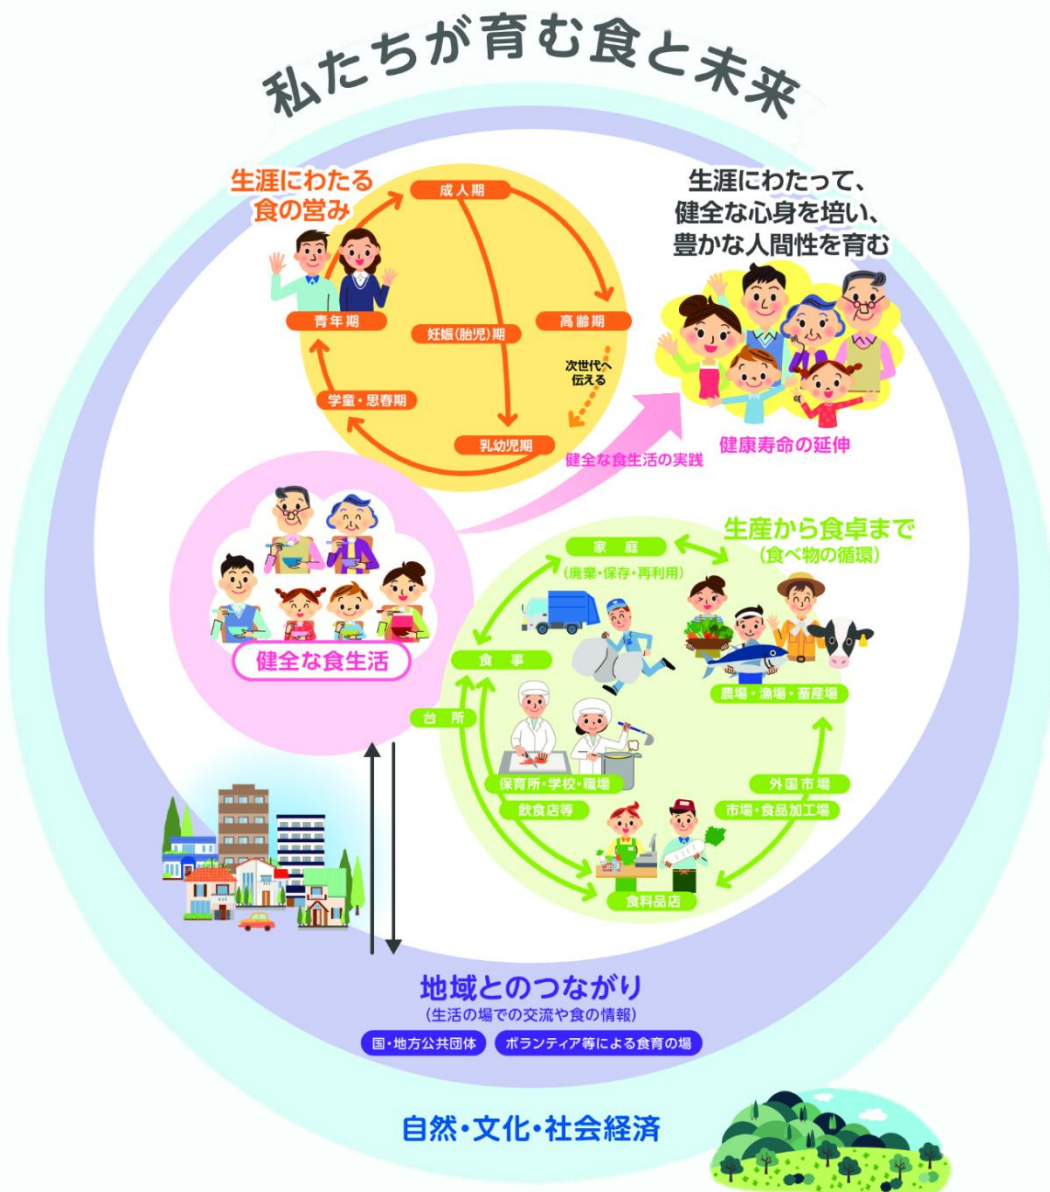 私たちが育む食と未来
生涯にわたる
食の営み
成人期
青年期
妊娠(胎児)期
高齢期
次世代へ
伝える
学童・思春期
乳幼児期
生涯にわたって、
健全な心身を培い、
豊かな人間性を育む
健康寿命の延伸
健全な食生活の実践
健全な食生活
生産から食卓まで
(食べ物の循環)
家庭
(廃棄・保存・再利用)
食事
農場・漁場・畜産場
台所
保育所・学校・職場
飲食店等
外国市場
市場・食品加工場
食料品店
地域とのつながり
(生活の場での交流や食の情報)
国・地方公共団体
ボランティア等による食育の場
自然・文化・社会経済